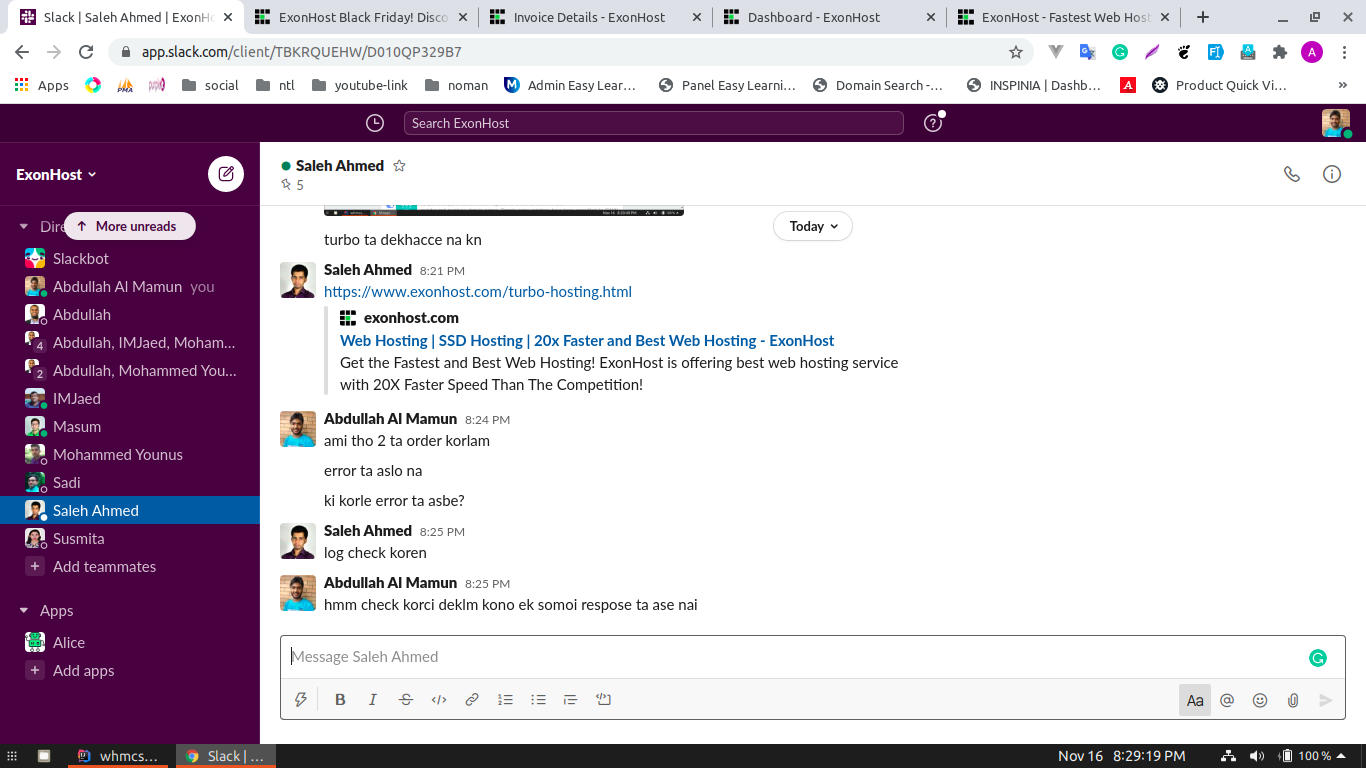 Slack | Saleh Ahmed | ExonHo
ExonHost Black Friday! Disco
Invoice Details - ExonHost
Dashboard - ExonHost
ExonHost - Fastest Web Host
app.slack.com/client/TBKRQUEHW/D010QP329B7
A
Apps
social
ntl
youtube-link
noman
Admin Easy Lear…
Panel Easy Learni…
Domain Search -…
INSPINIA | Dashb…
Product Quick Vi…
»
Search ExonHost
ExonHost
Saleh Ahmed
5
Dire
More unreads
Slackbot
Abdullah Al Mamun you
Abdullah
4 Abdullah, IMJaed, Moham…
2 Abdullah, Mohammed You…
IMJaed
Masum
Mohammed Younus
Sadi
Saleh Ahmed
Susmita
Add teammates
Apps
Alice
Add apps
Today
turbo ta dekhacce na kn
Saleh Ahmed 8:21 PM
https://www.exonhost.com/turbo-hosting.html
exonhost.com
Web Hosting | SSD Hosting | 20x Faster and Best Web Hosting - ExonHost
Get the Fastest and Best Web Hosting! ExonHost is offering best web hosting service
with 20X Faster Speed Than The Competition!
Abdullah Al Mamun 8:24 PM
ami tho 2 ta order korlam
error ta aslo na
ki korle error ta asbe?
Saleh Ahmed 8:25 PM
log check koren
Abdullah Al Mamun 8:25 PM
hmm check korci deklm kono ek somoi respose ta ase nai
Message Saleh Ahmed
B I S Aa @
whmcs…
Slack | …
Nov 16 8:29:19 PM
100 %